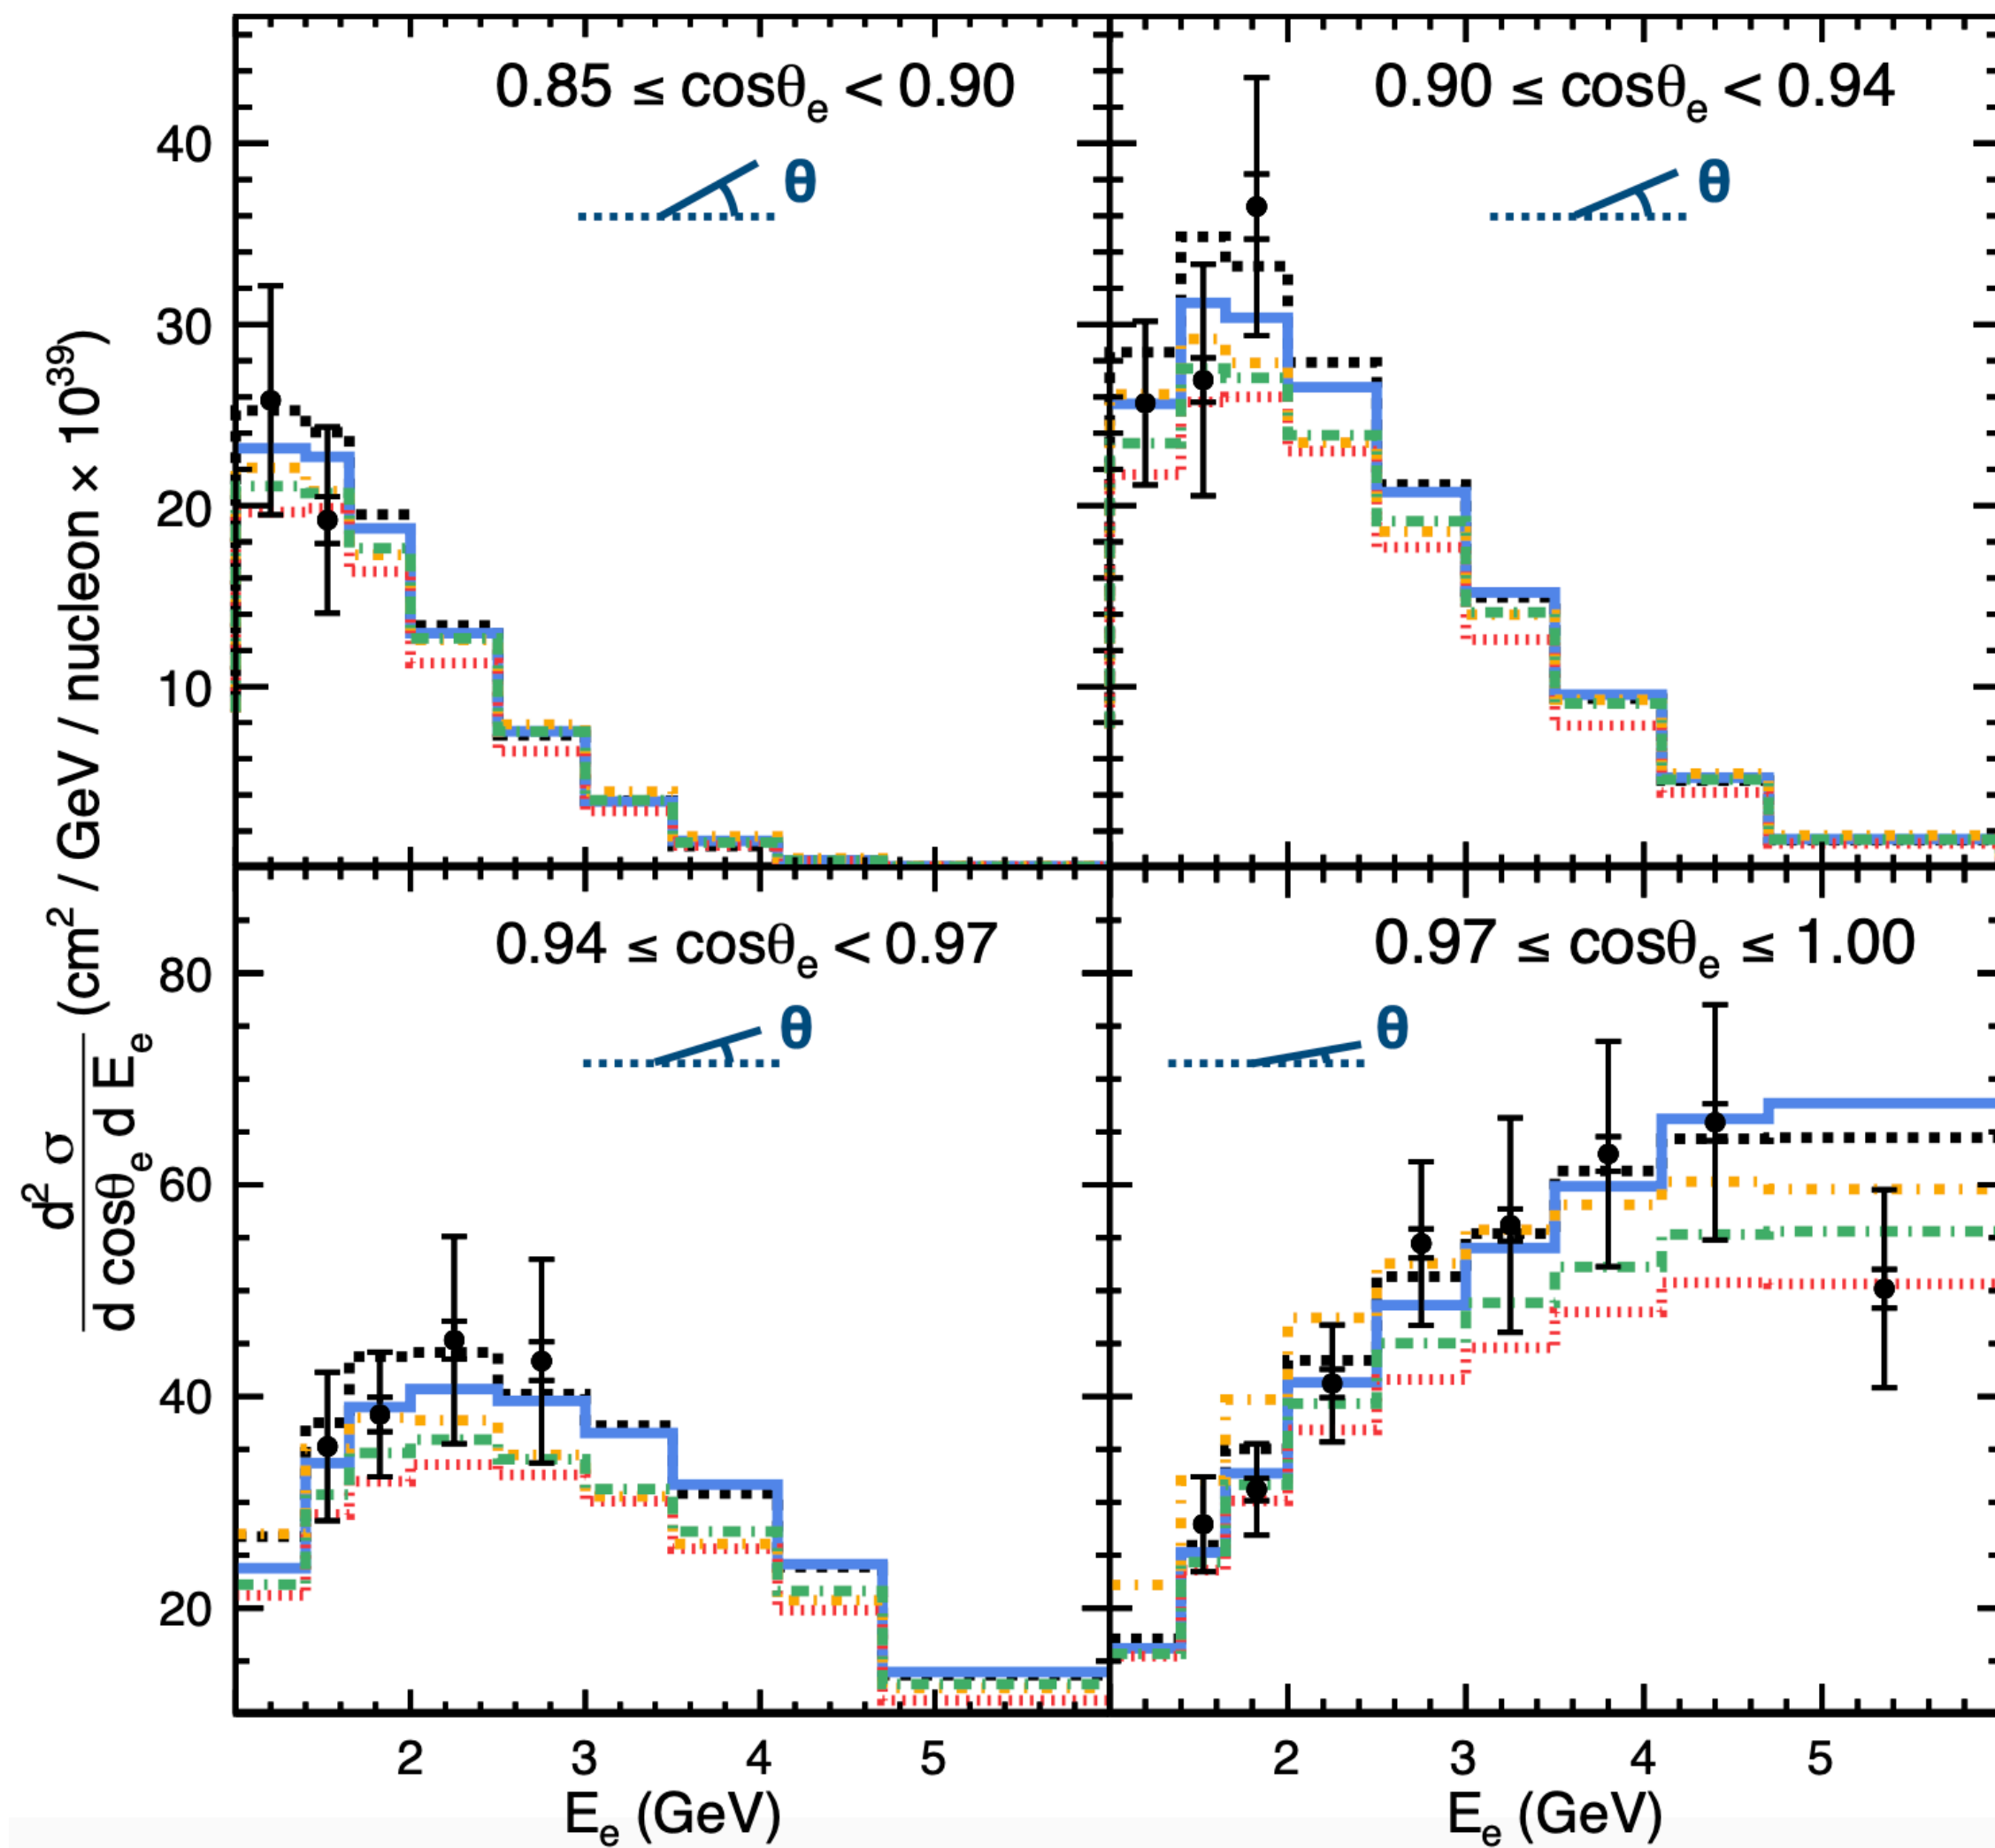 0.85 ≤ cosθe < 0.90
0.90 ≤ cosθe < 0.94
θ
θ
40
30
20
10
d² σ / d cosθe d Ee (cm² / GeV / nucleon × 10³⁹)
0.94 ≤ cosθe < 0.97
0.97 ≤ cosθe ≤ 1.00
θ
θ
80
60
40
20
2 3 4 5
2 3 4 5
Ee (GeV)
Ee (GeV)